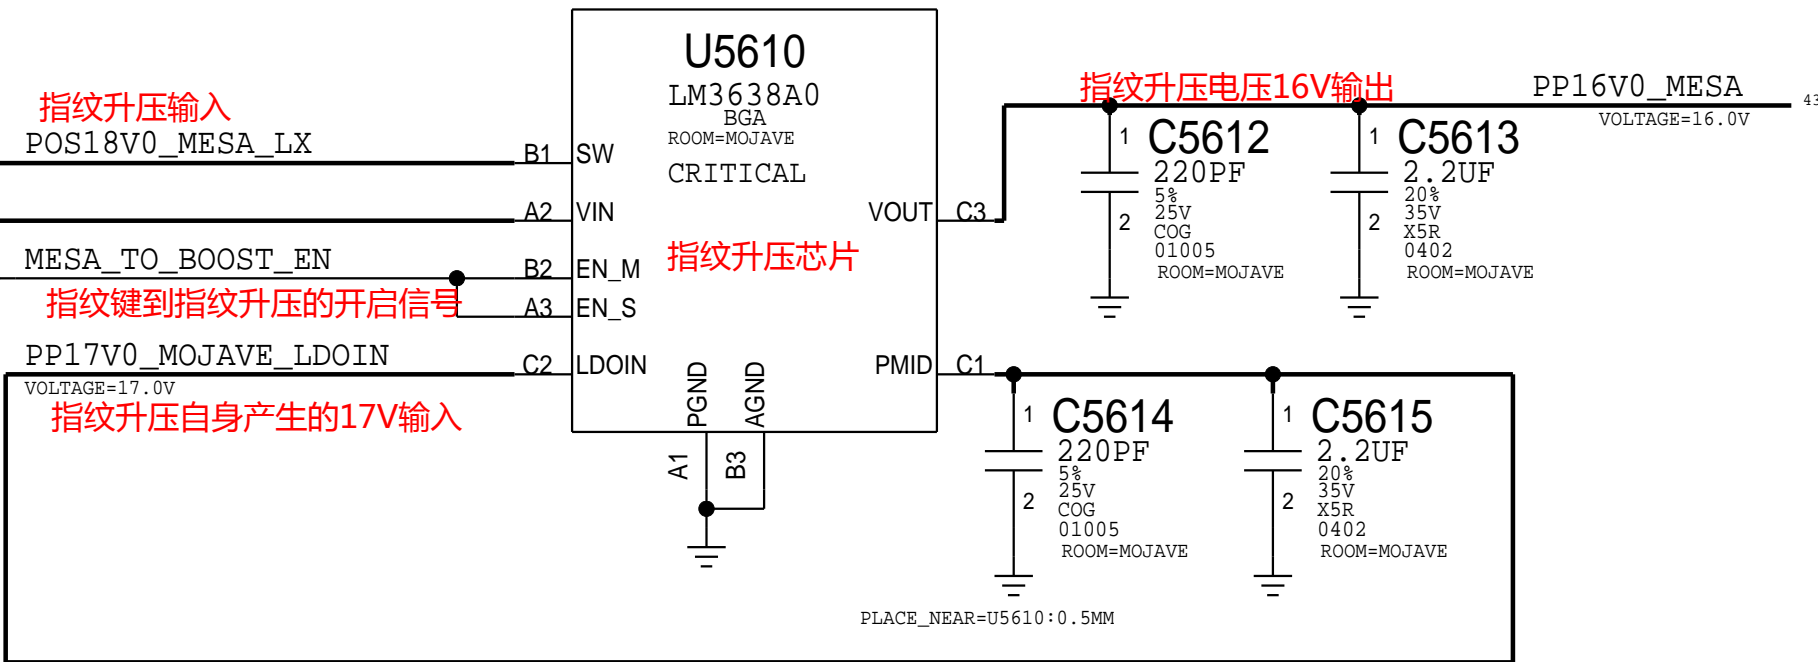 指纹升压输入
POS18V0_MESA_LX
MESA_TO_BOOST_EN
指纹键到指纹升压的开启信号
PP17V0_MOJAVE_LDOIN
VOLTAGE=17.0V
指纹升压自身产生的17V输入
B1
A2
B2
A3
C2
U5610
LM3638A0
BGA
ROOM=MOJAVE
CRITICAL
SW
VIN
EN_M
EN_S
LDOIN
指纹升压芯片
VOUT
PMID
PGND
AGND
A1
B3
C3
C1
指纹升压电压16V输出
PP16V0_MESA
VOLTAGE=16.0V
1
C5612
220PF
5%
25V
COG
01005
ROOM=MOJAVE
2
1
C5613
2.2UF
20%
35V
X5R
0402
ROOM=MOJAVE
2
1
C5614
220PF
5%
25V
COG
01005
ROOM=MOJAVE
2
1
C5615
2.2UF
20%
35V
X5R
0402
ROOM=MOJAVE
2
PLACE_NEAR=U5610:0.5MM